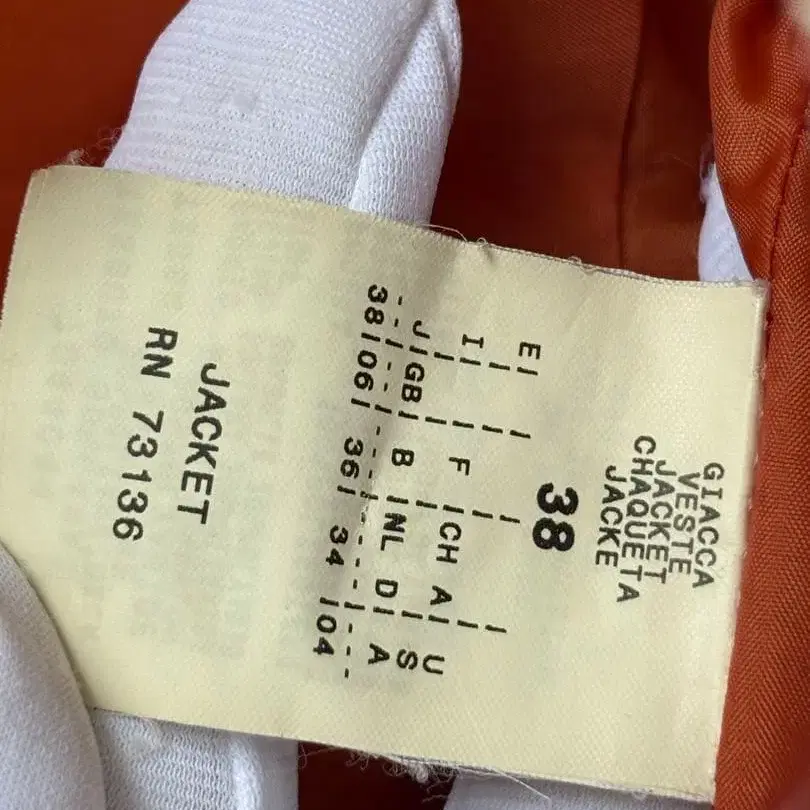 GIACCA
VESTE
JACKET
CHAQUETA
JACKE
38
E | | |
I | | F | CH A | U
J | GB | B | NL D | S
A
38|06|36|34|04
JACKET
RN 73136